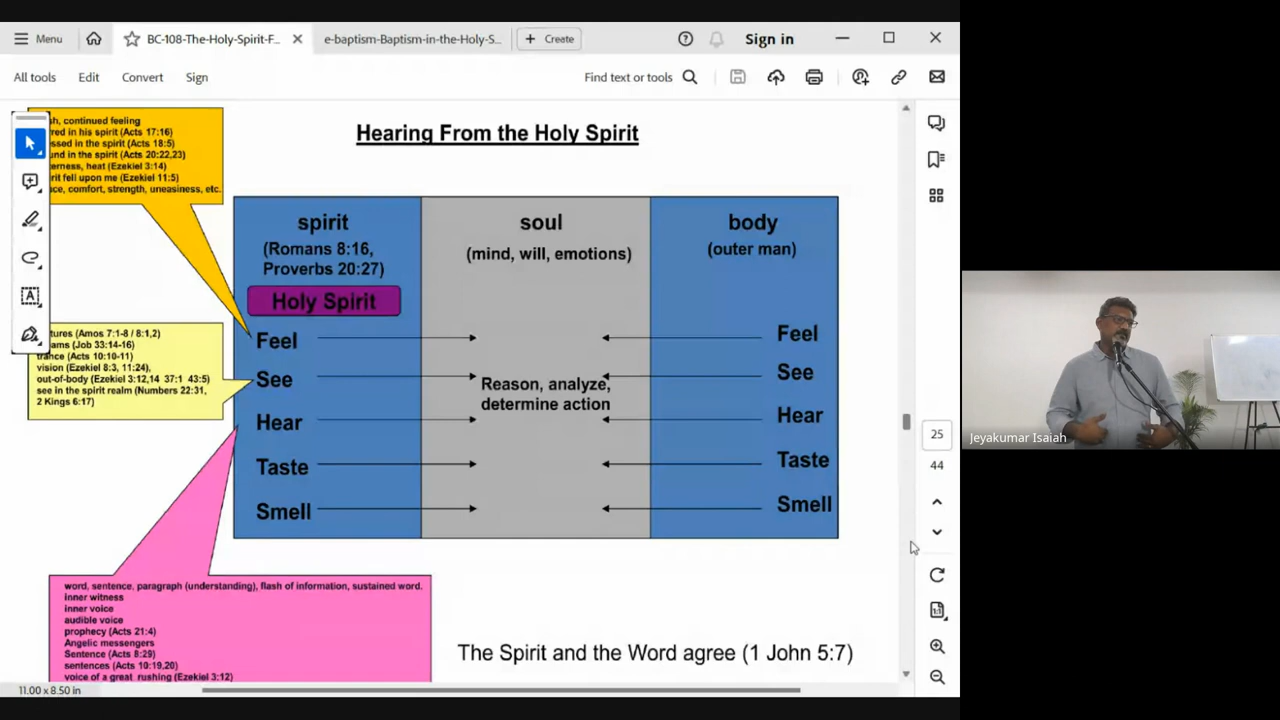 Menu
BC-108-The-Holy-Spirit-F...
e-baptism-Baptism-in-the-Holy-S...
Create
Sign in
All tools
Edit
Convert
Sign
Find text or tools
continued feeling
in his spirit (Acts 17:16)
in the spirit (Acts 18:5)
in the spirit (Acts 20:22,23)
heat (Ezekiel 3:14)
fell upon me (Ezekiel 11:5)
comfort, strength, uneasiness, etc.
Hearing From the Holy Spirit
spirit
(Romans 8:16,
Proverbs 20:27)
Holy Spirit
Feel
See
Hear
Taste
Smell
soul
(mind, will, emotions)
Reason, analyze,
determine action
body
(outer man)
Feel
See
Hear
Taste
Smell
(Amos 7:1-8 / 8:1,2)
(Job 33:14-16)
trance (Acts 10:10-11)
vision (Ezekiel 8:3, 11:24),
out-of-body (Ezekiel 3:12,14 37:1 43:5)
see in the spirit realm (Numbers 22:31,
2 Kings 6:17)
word, sentence, paragraph (understanding), flash of information, sustained word.
inner witness
inner voice
audible voice
prophecy (Acts 21:4)
Angelic messengers
Sentence (Acts 8:29)
sentences (Acts 10:19,20)
voice of a great rushing (Ezekiel 3:12)
The Spirit and the Word agree (1 John 5:7)
25
44
11.00 x 8.50 in
Jeyakumar Isaiah